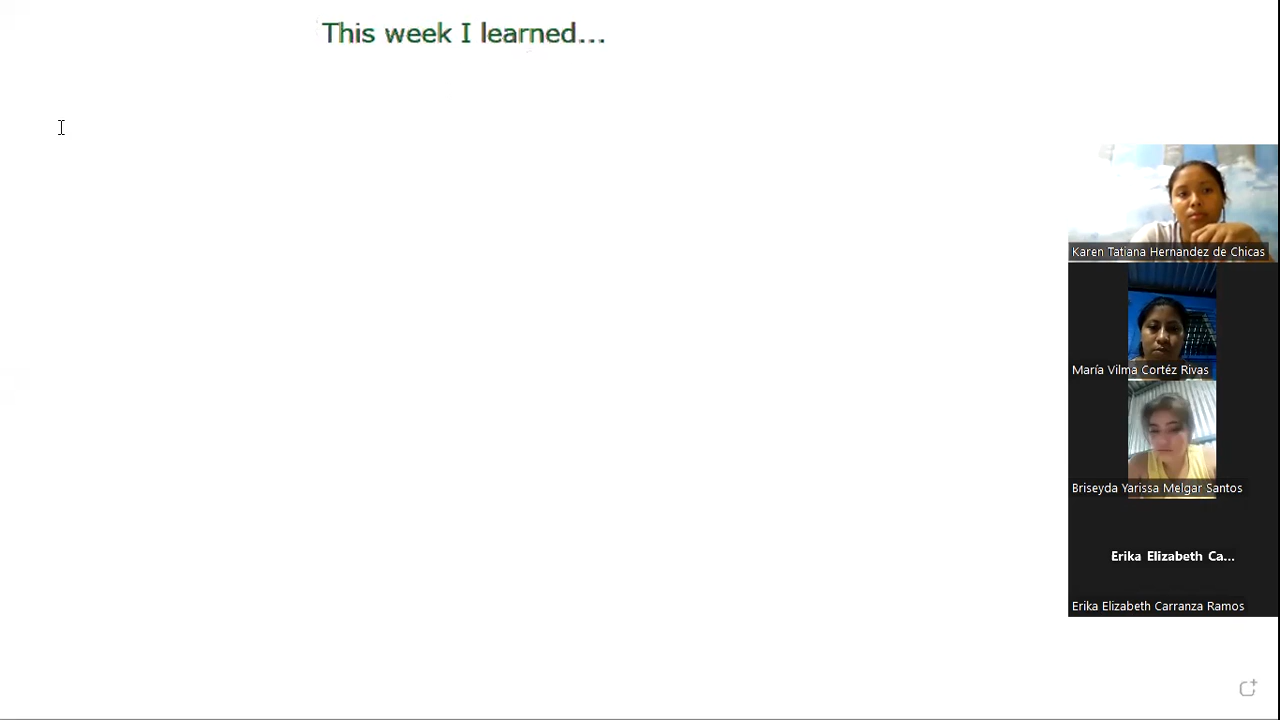 This week I learned...
Karen Tatiana Hernandez de Chicas
María Vilma Cortéz Rivas
Briseyda Yarissa Melgar Santos
Erika Elizabeth Ca...
Erika Elizabeth Carranza Ramos